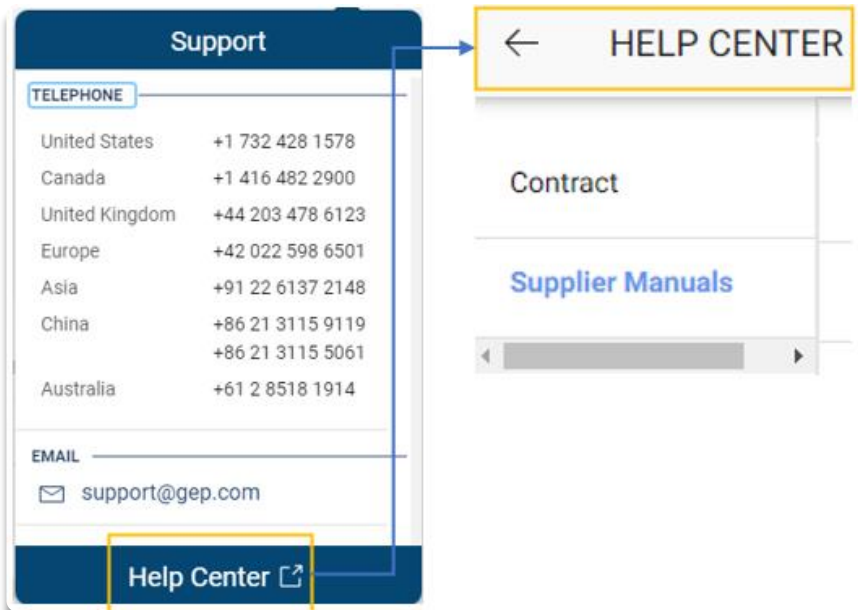 Support
TELEPHONE
United States +1 732 428 1578
Canada +1 416 482 2900
United Kingdom +44 203 478 6123
Europe +42 022 598 6501
Asia +91 22 6137 2148
China +86 21 3115 9119
+86 21 3115 5061
Australia +61 2 8518 1914
EMAIL
support@gep.com
Help Center
HELP CENTER
Contract
Supplier Manuals